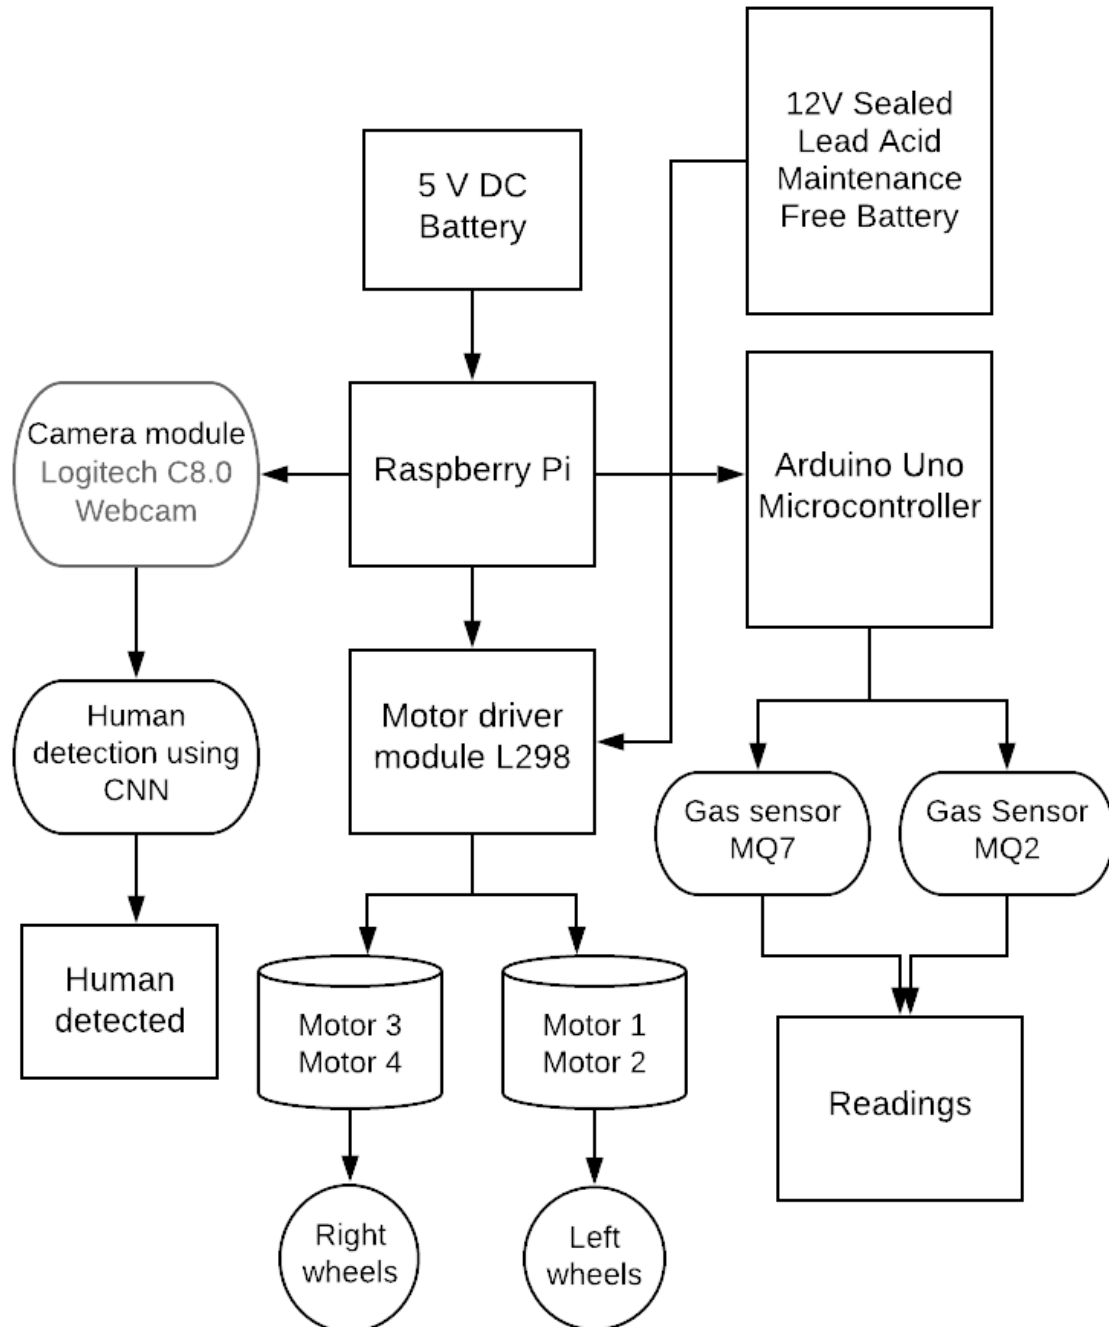 12V Sealed
Lead Acid
Maintenance
Free Battery
5 V DC
Battery
Camera module
Logitech C8.0
Webcam
Raspberry Pi
Arduino Uno
Microcontroller
Human
detection using
CNN
Motor driver
module L298
Gas sensor
MQ7
Gas Sensor
MQ2
Human
detected
Motor 3
Motor 4
Motor 1
Motor 2
Readings
Right
wheels
Left
wheels